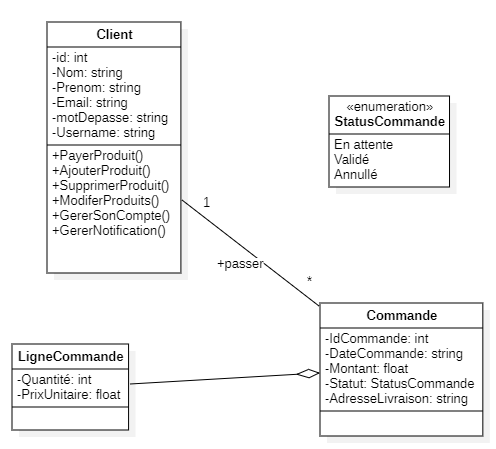 Client
-id: int
-Nom: string
-Prenom: string
-Email: string
-motDepasse: string
-Username: string
+PayerProduit()
+AjouterProduit()
+SupprimerProduit()
+ModiferProduits()
+GererSonCompte()
+GererNotification()
«enumeration»
StatusCommande
En attente
Validé
Annullé
1
+passer
*
Commande
-IdCommande: int
-DateCommande: string
-Montant: float
-Statut: StatusCommande
-AdresseLivraison: string
LigneCommande
-Quantité: int
-PrixUnitaire: float